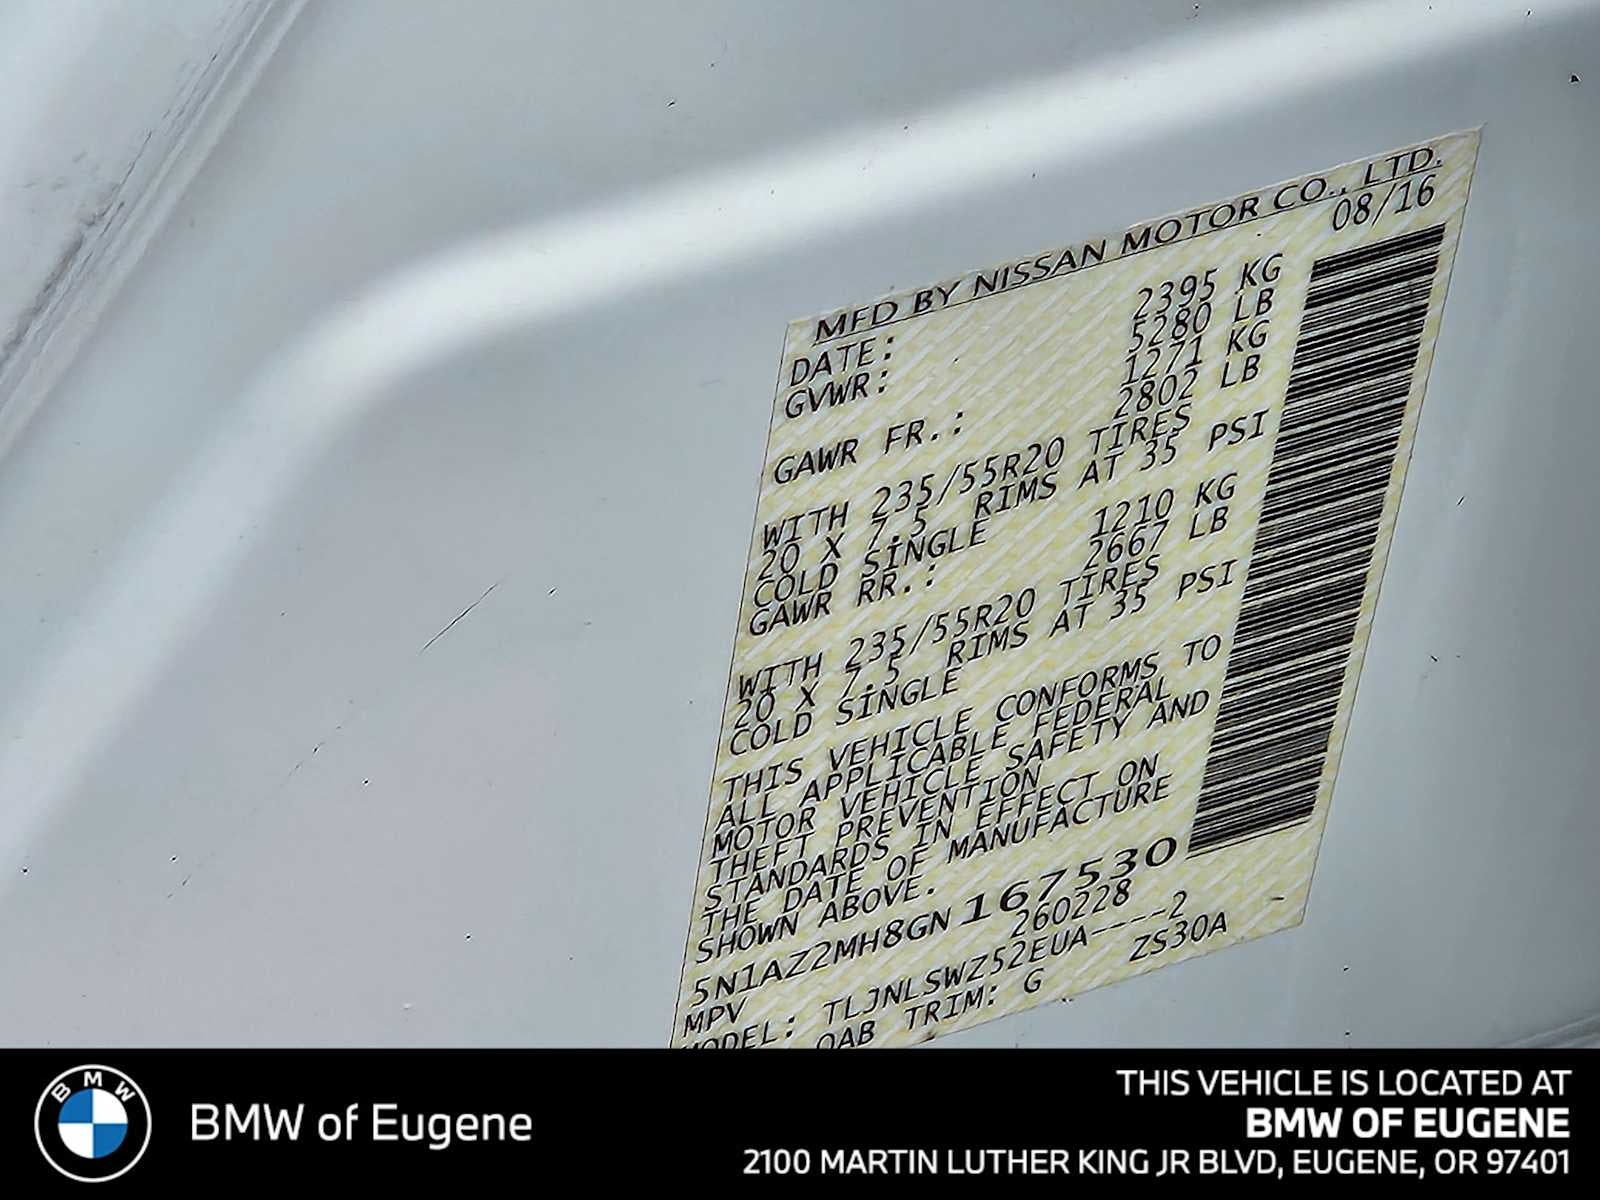 MFD BY NISSAN MOTOR CO., LTD.
DATE: 08/16
GVWR: 2395 KG
5280 LB
GAWR FR.: 1271 KG
2802 LB
WITH 235/55R20 TIRES
20 X 7.5 RIMS AT 35 PSI
COLD SINGLE
GAWR RR.: 1210 KG
2667 LB
WITH 235/55R20 TIRES
20 X 7.5 RIMS AT 35 PSI
COLD SINGLE
THIS VEHICLE CONFORMS TO
ALL APPLICABLE FEDERAL
MOTOR VEHICLE SAFETY AND
THEFT PREVENTION
STANDARDS IN EFFECT ON
THE DATE OF MANUFACTURE
SHOWN ABOVE.
5N1AZ2MH8GN167530
MPV 260228
MODEL: TLJNLSWZ52EUA----2
QAB TRIM: G ZS30A
BMW
BMW of Eugene
THIS VEHICLE IS LOCATED AT
BMW OF EUGENE
2100 MARTIN LUTHER KING JR BLVD, EUGENE, OR 97401